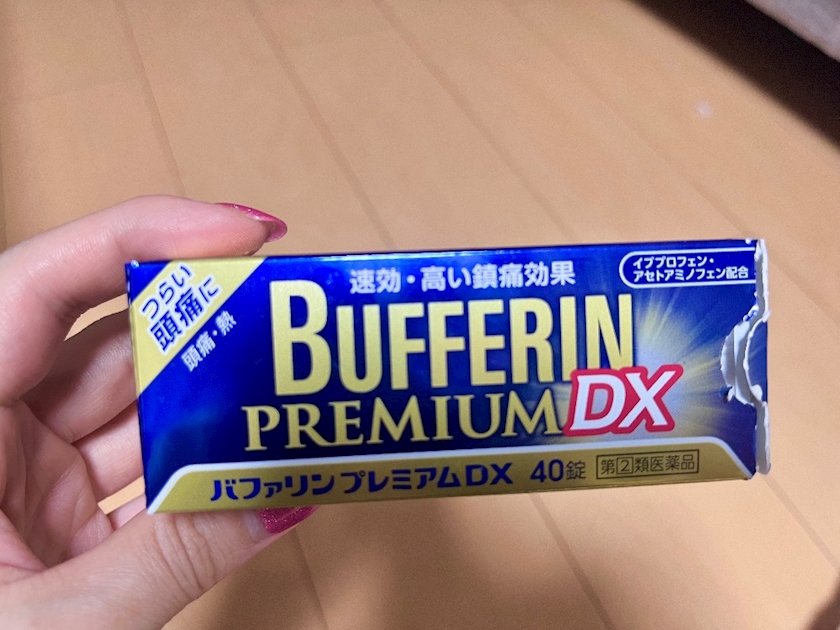 つらい
頭痛に
頭痛・熱
速効・高い鎮痛効果
イブプロフェン・
アセトアミノフェン配合
BUFFERIN
PREMIUM DX
バファリン プレミアムDX 40錠 第②類医薬品